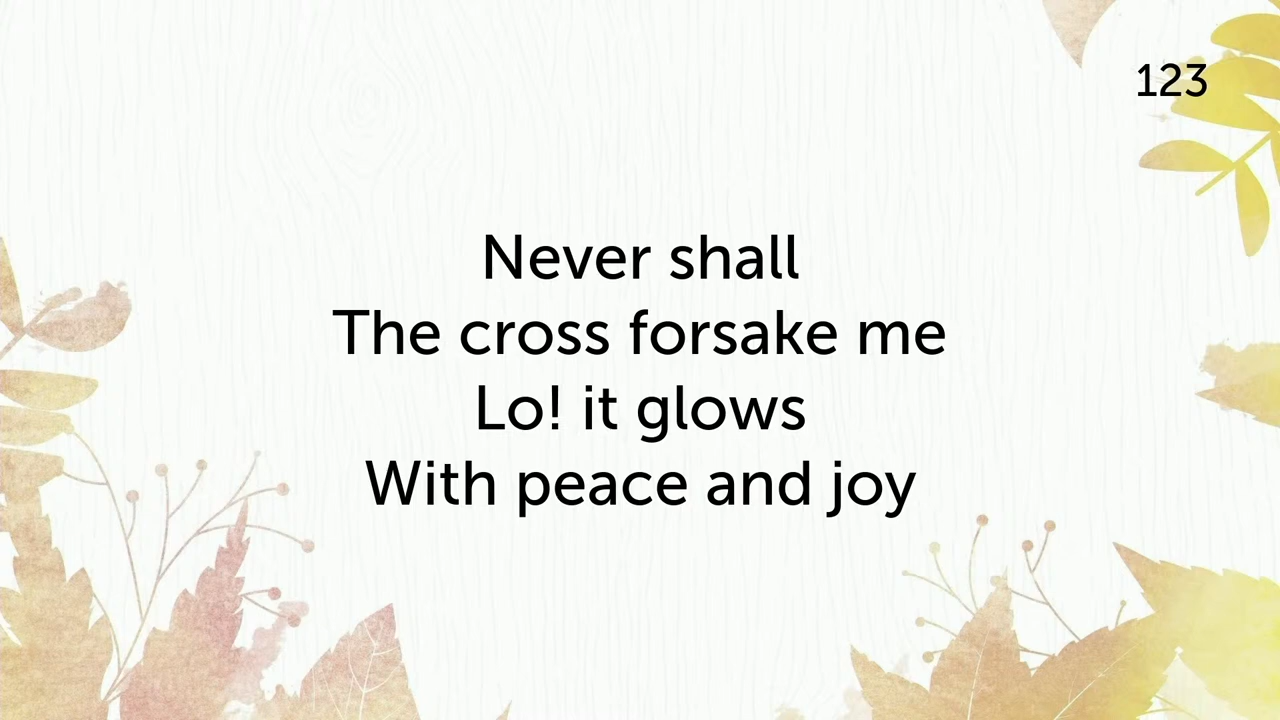 123
Never shall
The cross forsake me
Lo! it glows
With peace and joy